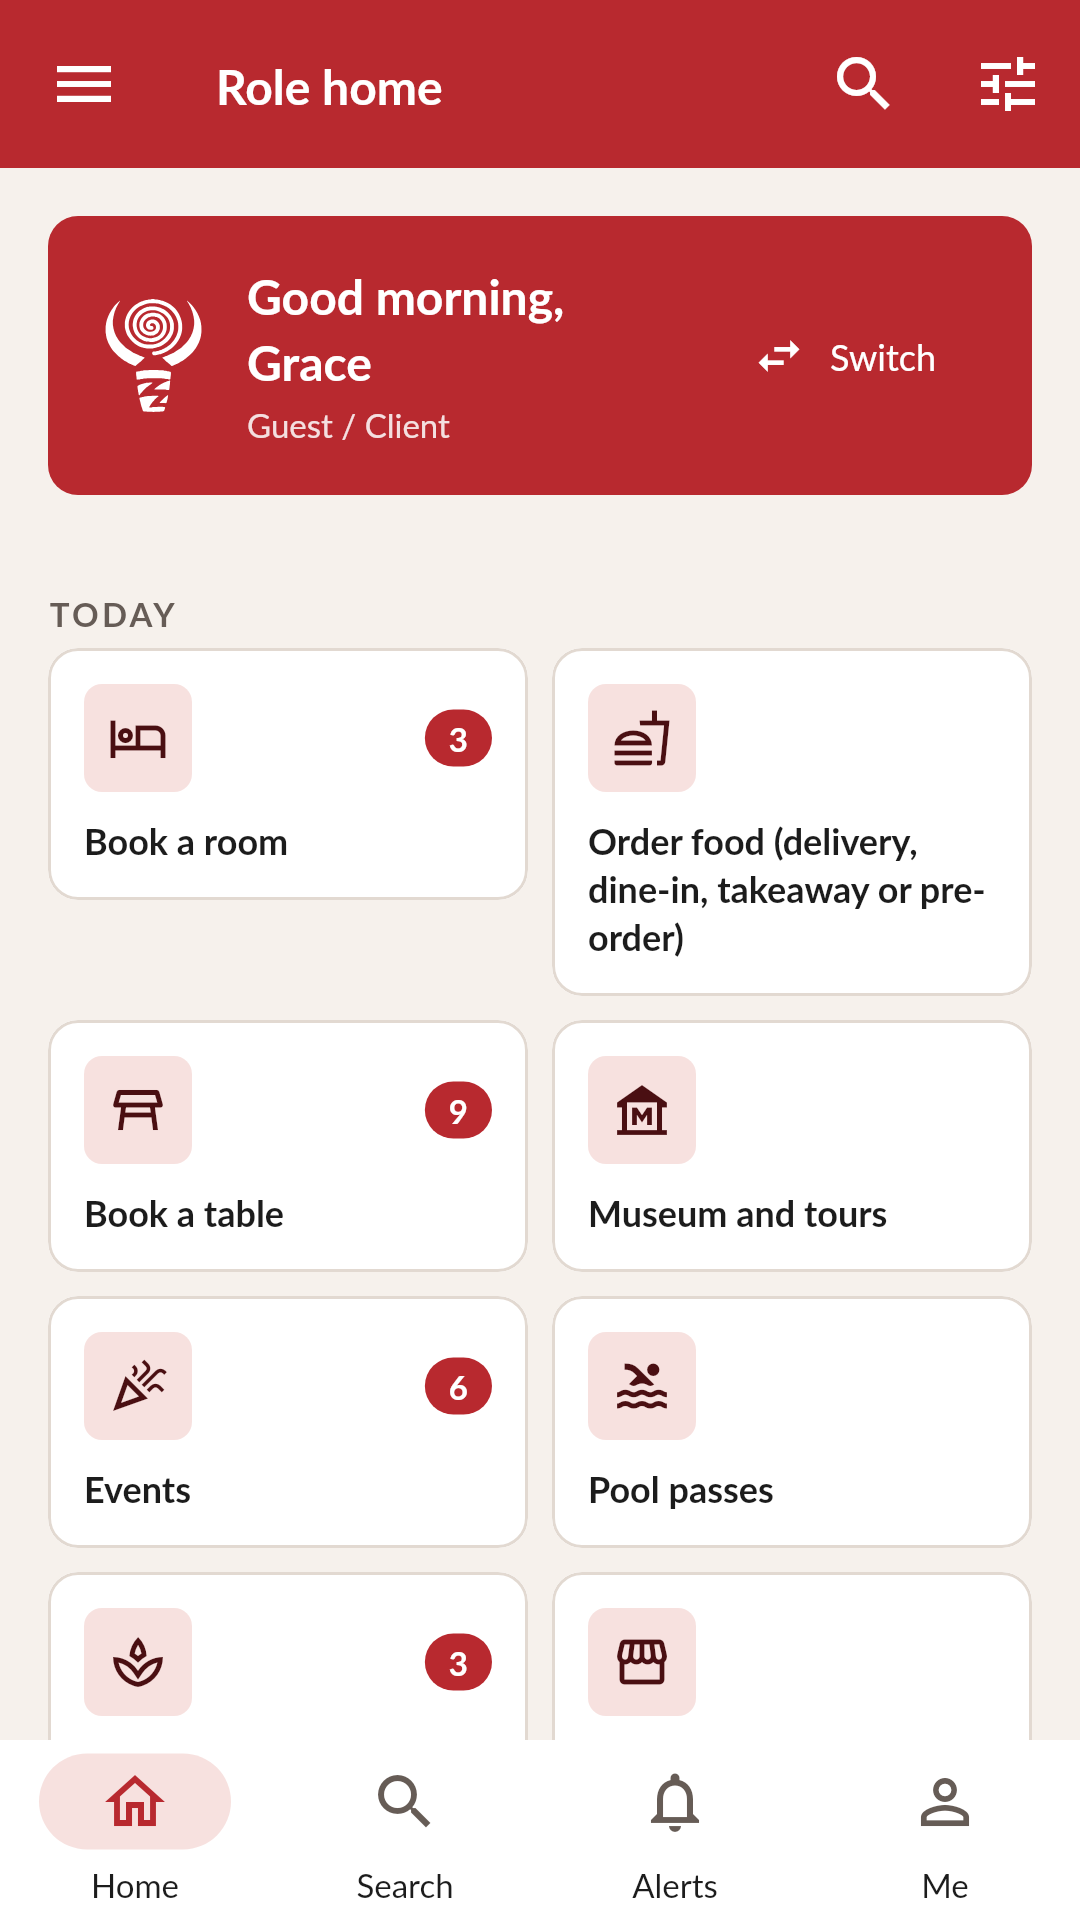 Role home
Good morning,
Grace
Guest / Client
Switch
TODAY
3
Book a room
Order food (delivery,
dine-in, takeaway or pre-
order)
9
Book a table
Museum and tours
6
Events
Pool passes
3
Home
Search
Alerts
Me